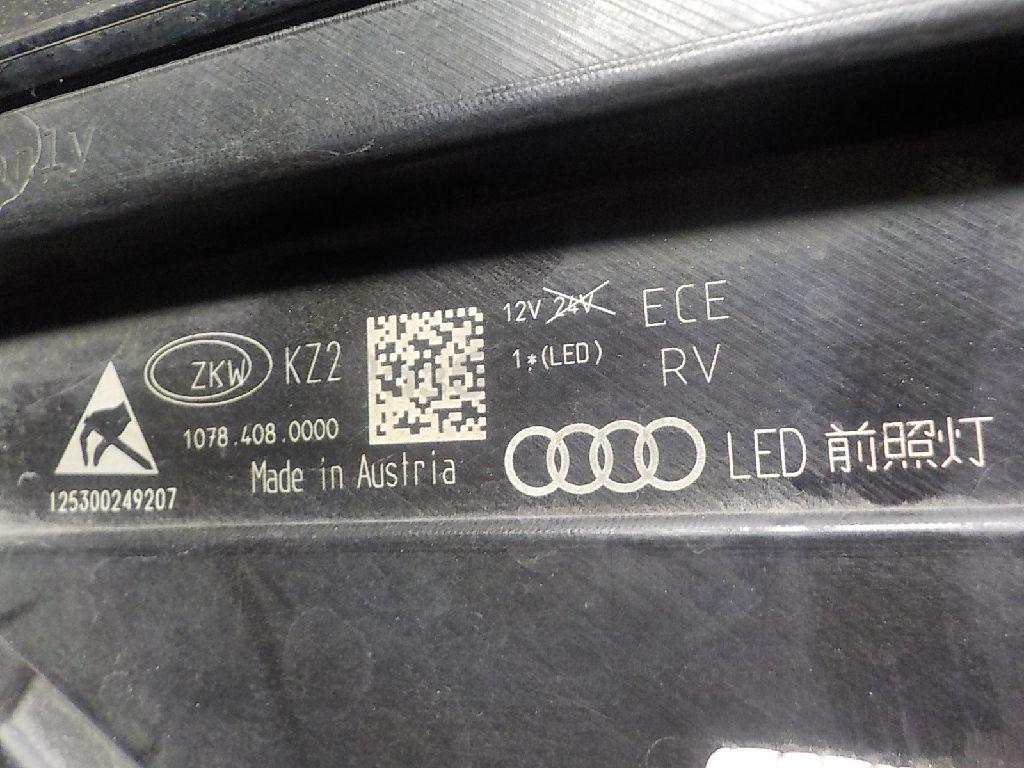 only
12V 24V ECE
1*(LED) RV
ZKW KZ2
1078.408.0000
Made in Austria
125300249207
LED 前照灯